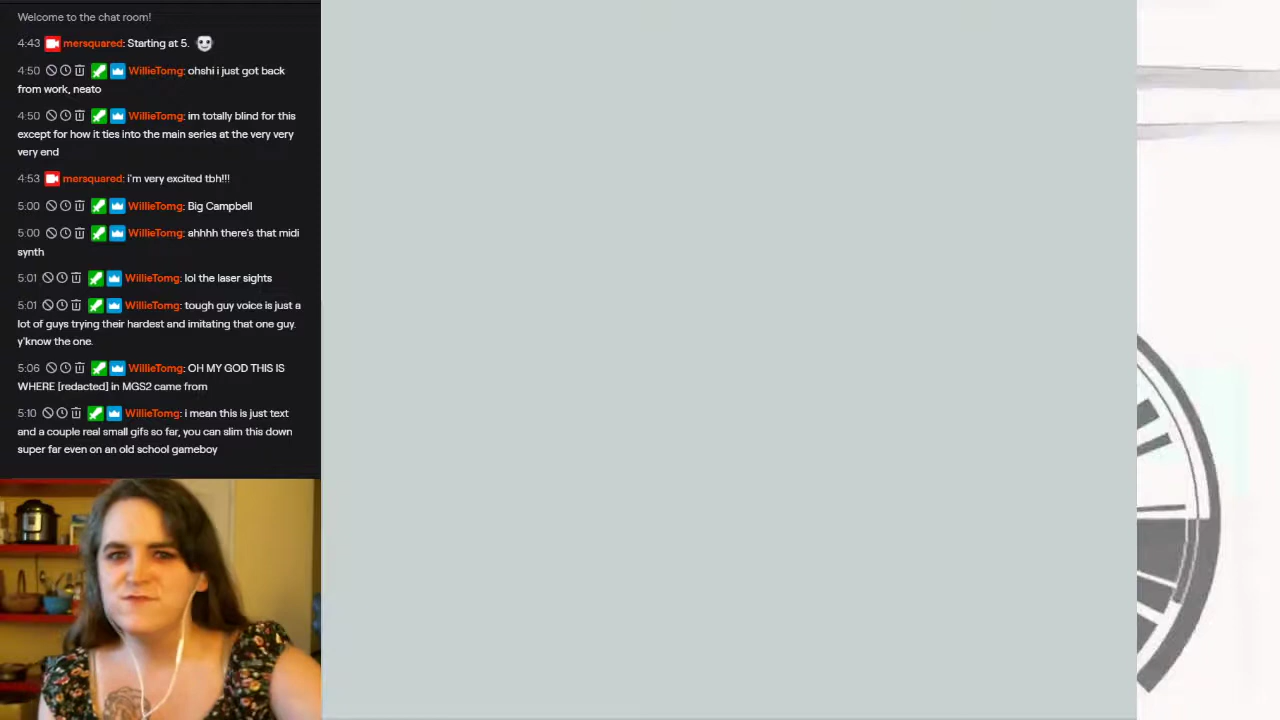 Welcome to the chat room!
4:43 mersquared: Starting at 5.
4:50 WillieTomg: ohshi i just got back
from work, neato
4:50 WillieTomg: im totally blind for this
except for how it ties into the main series at the very very
very end
4:53 mersquared: i'm very excited tbh!!!
5:00 WillieTomg: Big Campbell
5:00 WillieTomg: ahhhh there's that midi
synth
5:01 WillieTomg: lol the laser sights
5:01 WillieTomg: tough guy voice is just a
lot of guys trying their hardest and imitating that one guy.
y'know the one.
5:06 WillieTomg: OH MY GOD THIS IS
WHERE [redacted] in MGS2 came from
5:10 WillieTomg: i mean this is just text
and a couple real small gifs so far, you can slim this down
super far even on an old school gameboy